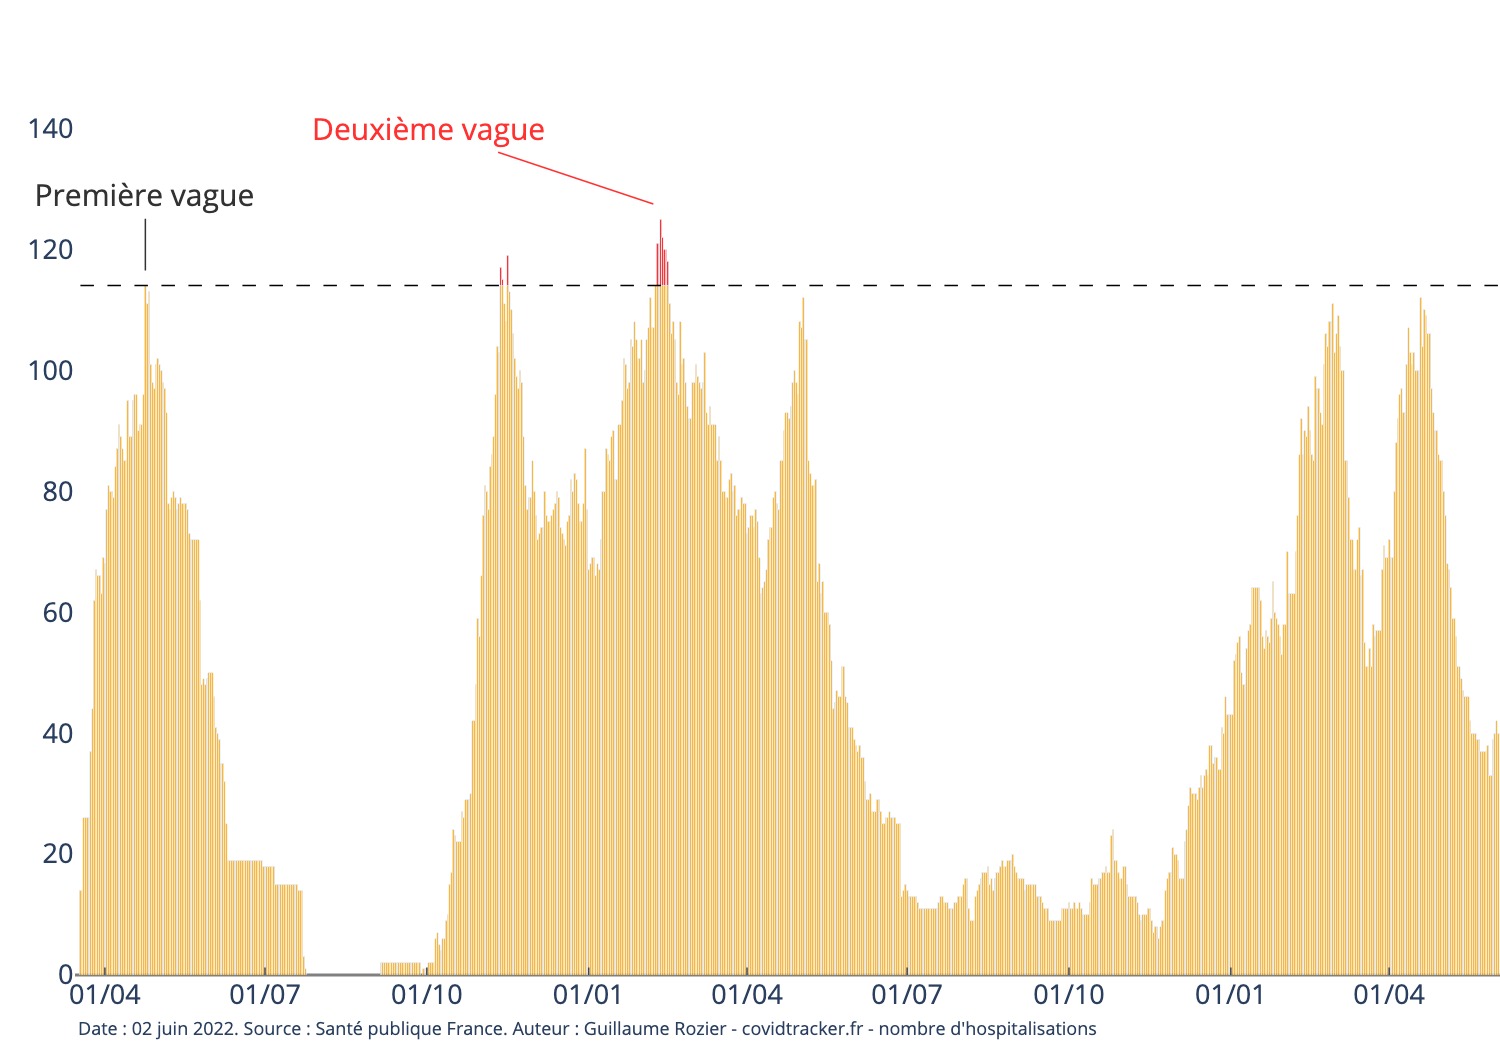 140
Deuxième vague
Première vague
120
100
80
60
40
20
0
01/04 01/07 01/10 01/01 01/04 01/07 01/10 01/01 01/04
Date : 02 juin 2022. Source : Santé publique France. Auteur : Guillaume Rozier - covidtracker.fr - nombre d'hospitalisations